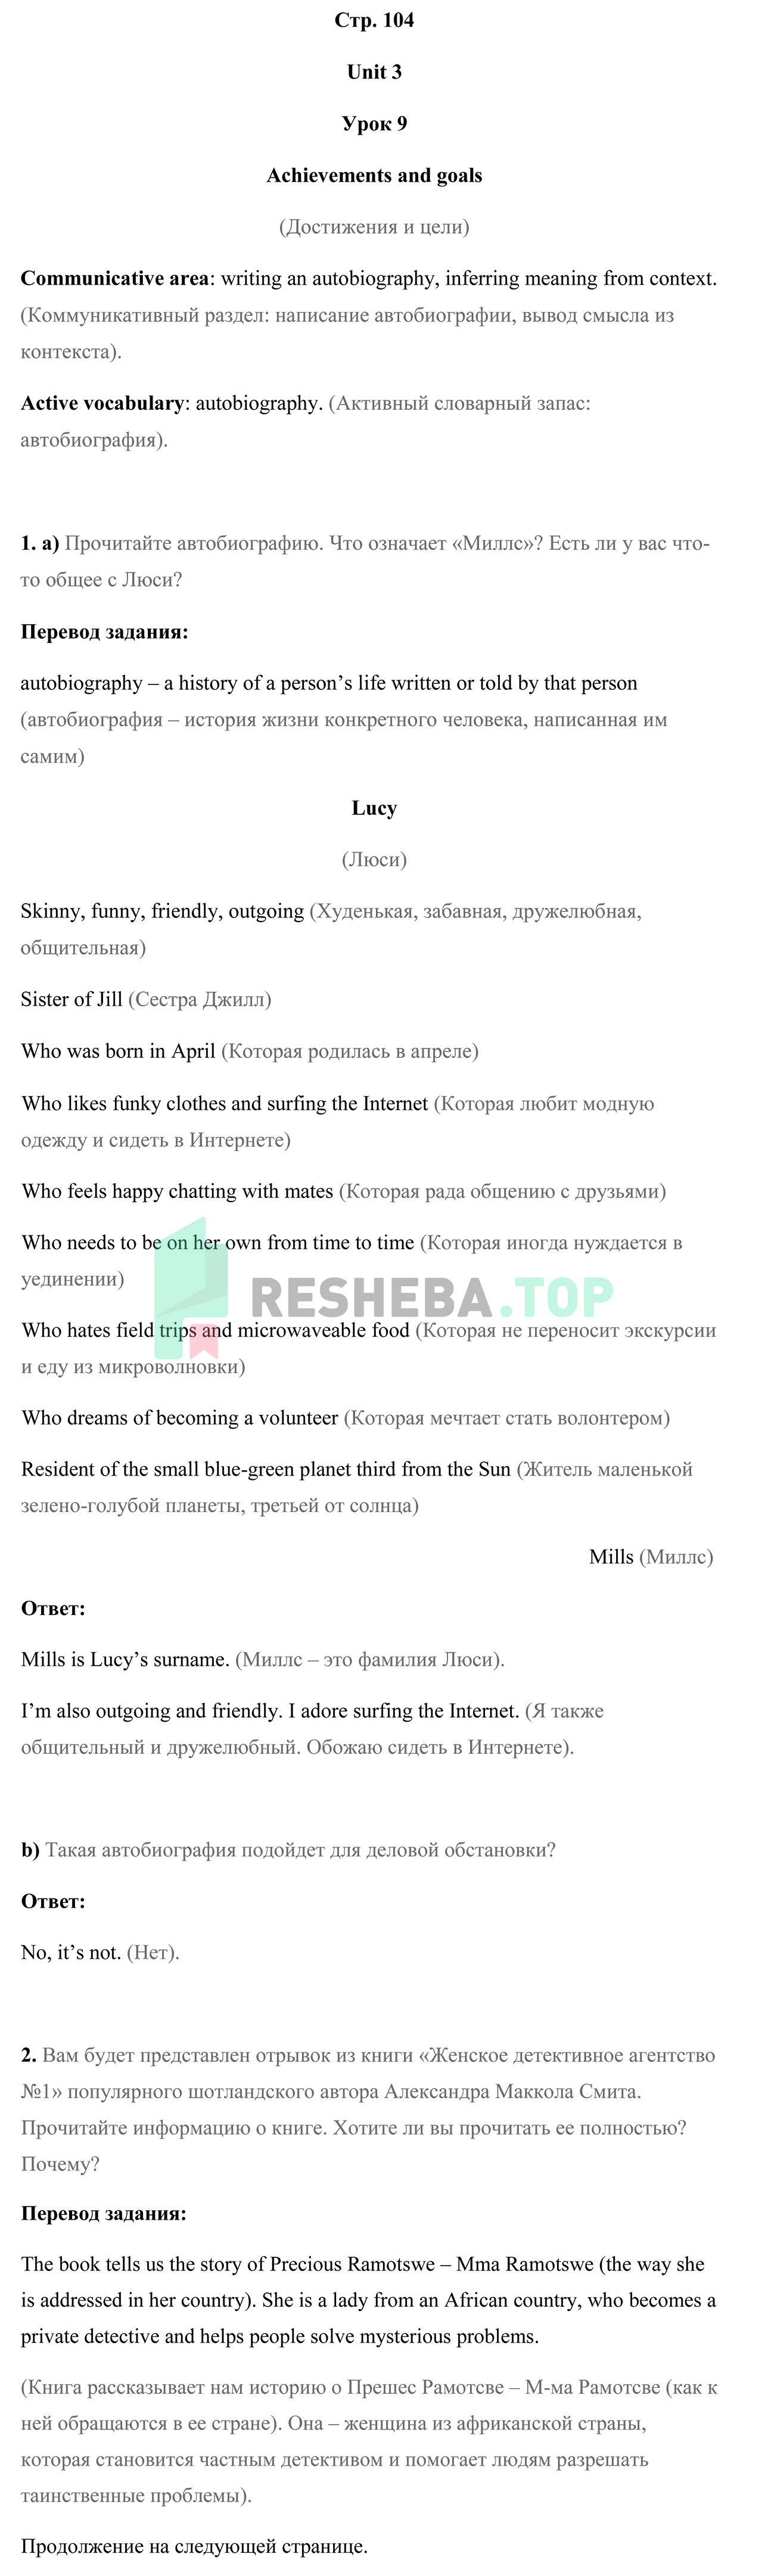 Стр. 104
Unit 3
Урок 9
Achievements and goals
(Достижения и цели)
Communicative area: writing an autobiography, inferring meaning from context.
(Коммуникативный раздел: написание автобиографии, вывод смысла из
контекста).
Active vocabulary: autobiography. (Активный словарный запас:
автобиография).
1. a) Прочитайте автобиографию. Что означает «Миллс»? Есть ли у вас что-
то общее с Люси?
Перевод задания:
autobiography – a history of a person’s life written or told by that person
(автобиография – история жизни конкретного человека, написанная им
самим)
Lucy
(Люси)
Skinny, funny, friendly, outgoing (Худенькая, забавная, дружелюбная,
общительная)
Sister of Jill (Сестра Джилл)
Who was born in April (Которая родилась в апреле)
Who likes funky clothes and surfing the Internet (Которая любит модную
одежду и сидеть в Интернете)
Who feels happy chatting with mates (Которая рада общению с друзьями)
Who needs to be on her own from time to time (Которая иногда нуждается в
уединении)
RESHEBA.TOP
Who hates field trips and microwaveable food (Которая не переносит экскурсии
и еду из микроволновки)
Who dreams of becoming a volunteer (Которая мечтает стать волонтером)
Resident of the small blue-green planet third from the Sun (Житель маленькой
зелено-голубой планеты, третьей от солнца)
Mills (Миллс)
Ответ:
Mills is Lucy’s surname. (Миллс – это фамилия Люси).
I’m also outgoing and friendly. I adore surfing the Internet. (Я также
общительный и дружелюбный. Обожаю сидеть в Интернете).
b) Такая автобиография подойдет для деловой обстановки?
Ответ:
No, it’s not. (Нет).
2. Вам будет представлен отрывок из книги «Женское детективное агентство
№1» популярного шотландского автора Александра Маккола Смита.
Прочитайте информацию о книге. Хотите ли вы прочитать ее полностью?
Почему?
Перевод задания:
The book tells us the story of Precious Ramotswe – Mma Ramotswe (the way she
is addressed in her country). She is a lady from an African country, who becomes a
private detective and helps people solve mysterious problems.
(Книга рассказывает нам историю о Прешес Рамотсве – М-ма Рамотсве (как к
ней обращаются в ее стране). Она – женщина из африканской страны,
которая становится частным детективом и помогает людям разрешать
таинственные проблемы).
Продолжение на следующей странице.